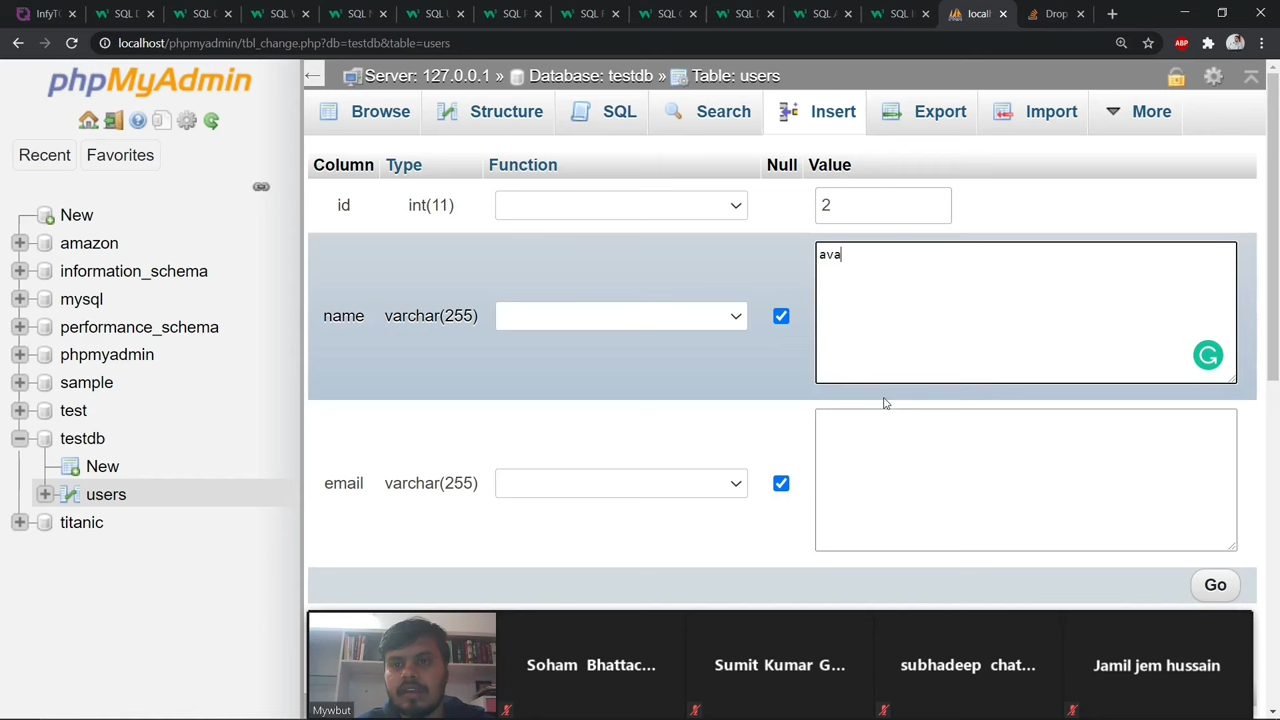 InfyT
SQL D
SQL C
SQL W
SQL N
SQL U
SQL F
SQL F
SQL C
SQL D
SQL A
SQL I
locall
Drop
localhost/phpmyadmin/tbl_change.php?db=testdb&table=users
ABP
phpMyAdmin
Server: 127.0.0.1 » Database: testdb » Table: users
Browse
Structure
SQL
Search
Insert
Export
Import
More
Recent
Favorites
New
amazon
information_schema
mysql
performance_schema
phpmyadmin
sample
test
testdb
New
users
titanic
Column Type Function Null Value
id int(11) 2
name varchar(255) ava
email varchar(255)
Go
Mywbut
Soham Bhattac...
Sumit Kumar G...
subhadeep chat...
Jamil jem hussain